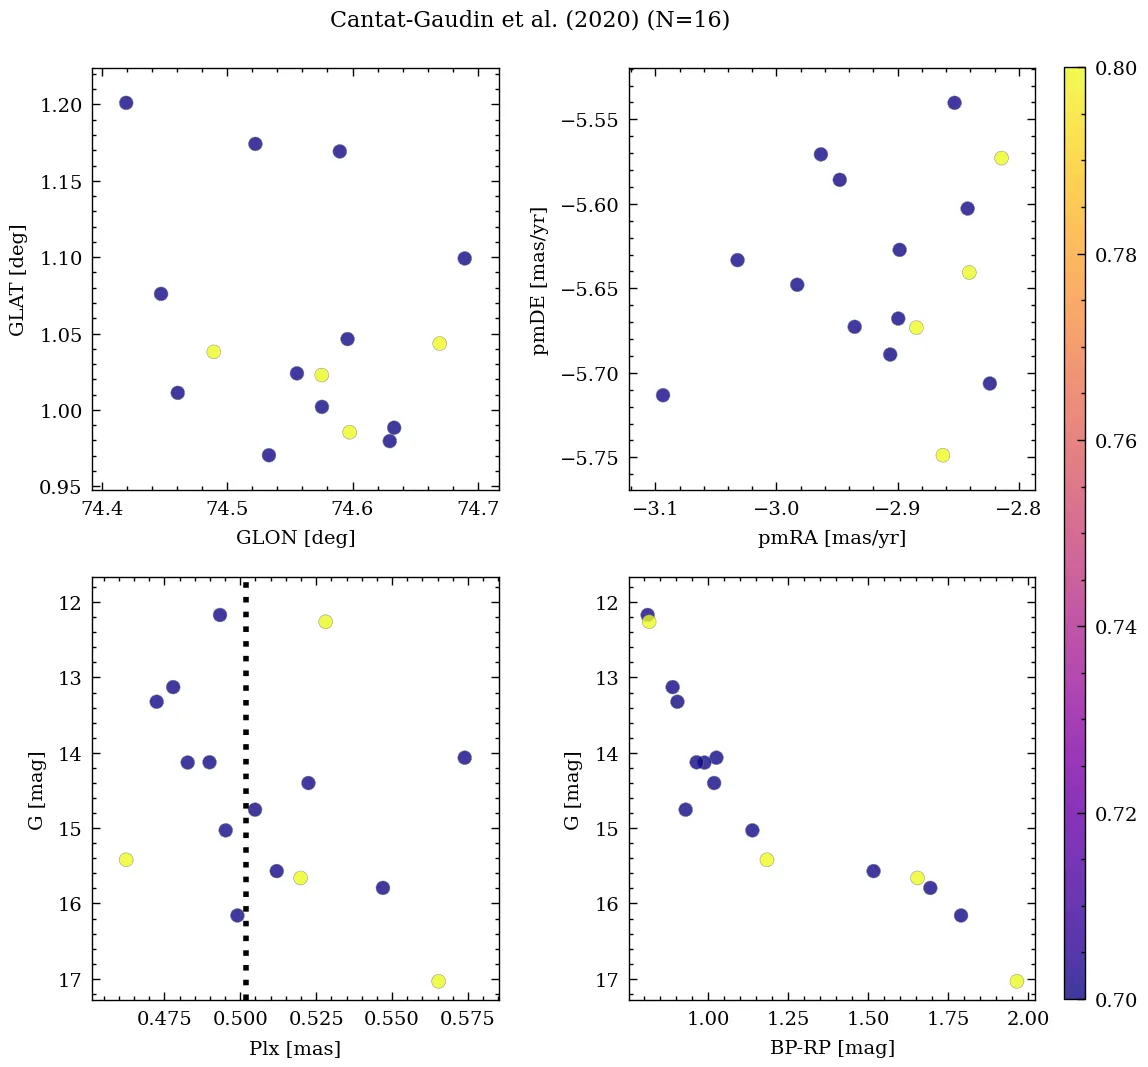 Cantat-Gaudin et al. (2020) (N=16)
GLAT [deg]
1.20
1.15
1.10
1.05
1.00
0.95
74.4 74.5 74.6 74.7
GLON [deg]
pmDE [mas/yr]
−5.55
−5.60
−5.65
−5.70
−5.75
−3.1 −3.0 −2.9 −2.8
pmRA [mas/yr]
G [mag]
12
13
14
15
16
17
0.475 0.500 0.525 0.550 0.575
Plx [mas]
G [mag]
12
13
14
15
16
17
1.00 1.25 1.50 1.75 2.00
BP-RP [mag]
0.80
0.78
0.76
0.74
0.72
0.70